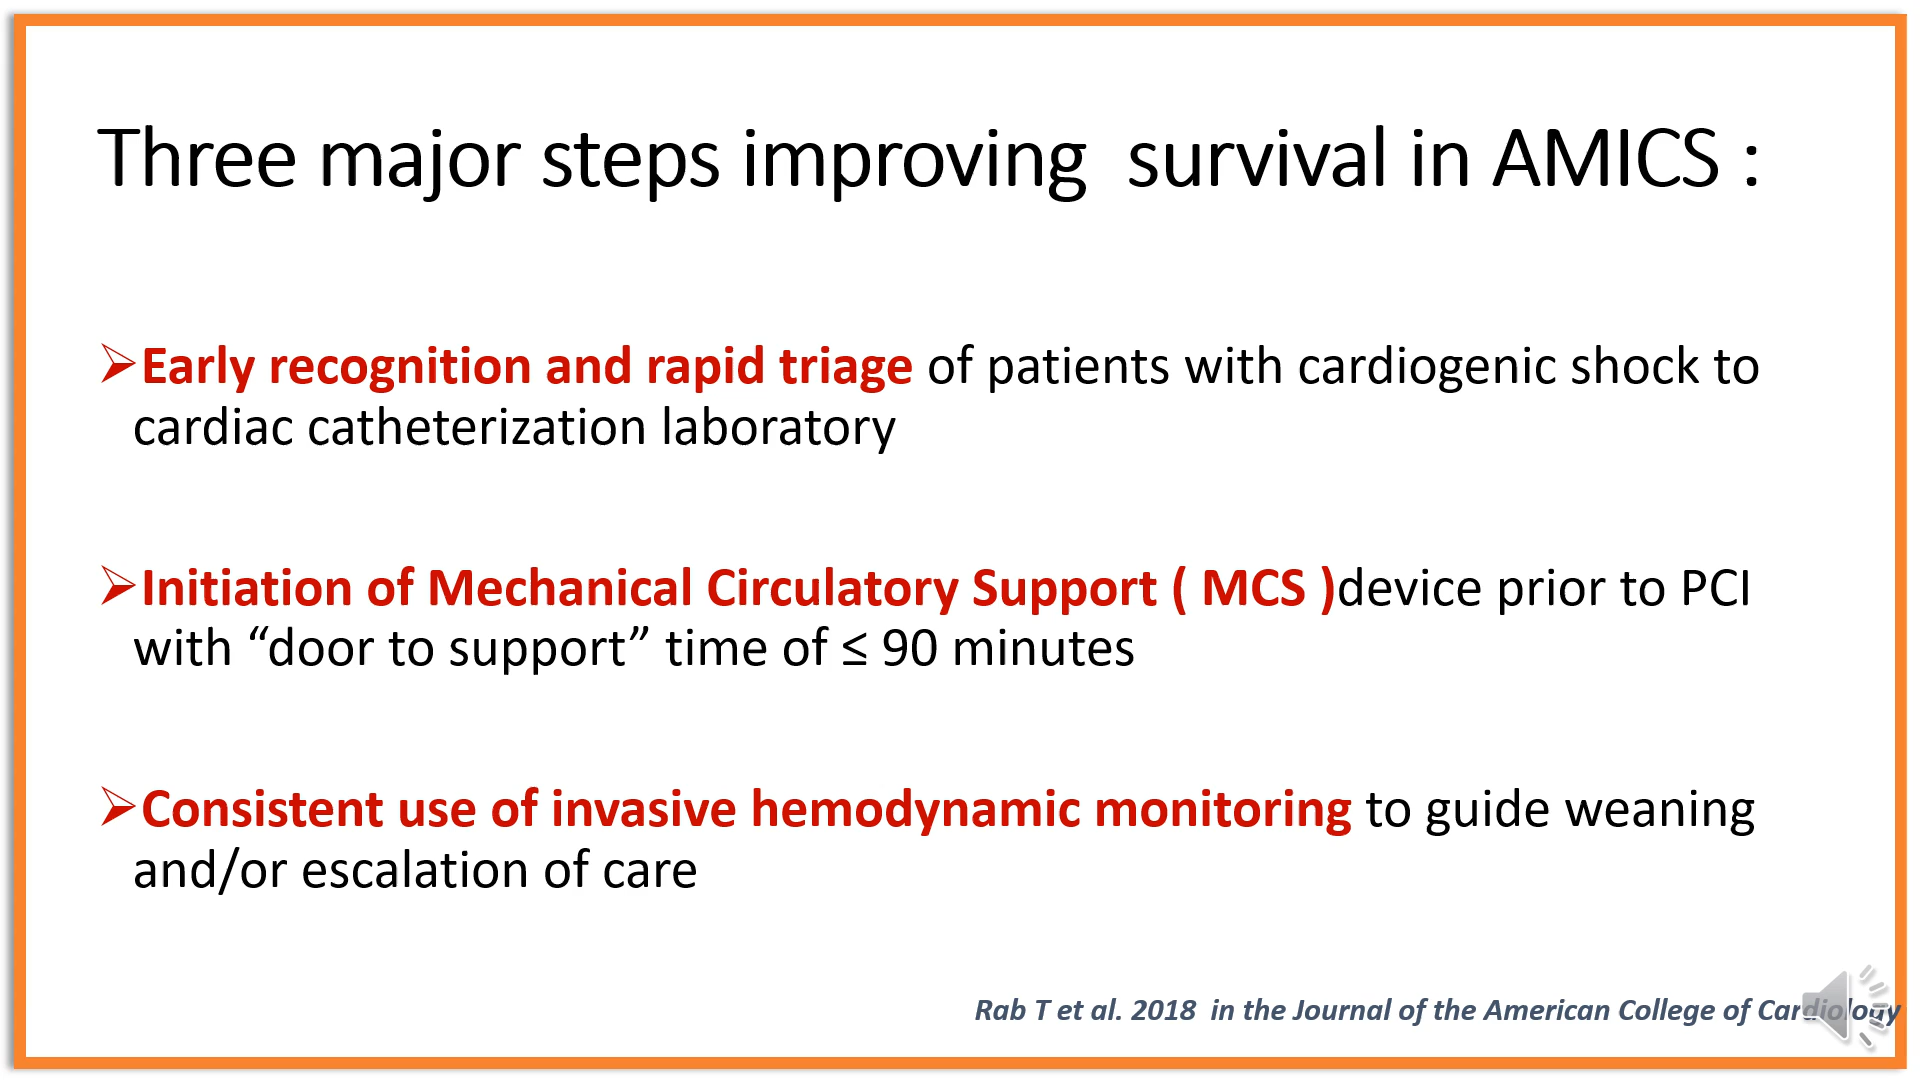 Three major steps improving  survival in AMICS :
➢Early recognition and rapid triage of patients with cardiogenic shock to
cardiac catheterization laboratory
➢Initiation of Mechanical Circulatory Support ( MCS )device prior to PCI
with “door to support” time of ≤ 90 minutes
➢Consistent use of invasive hemodynamic monitoring to guide weaning
and/or escalation of care
Rab T et al. 2018  in the Journal of the American College of Cardiology